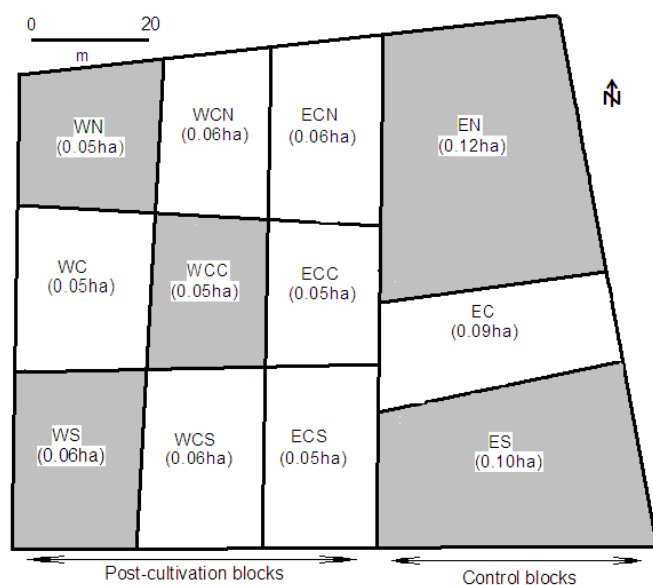 0 20
m
N
WN
(0.05ha)
WCN
(0.06ha)
ECN
(0.06ha)
EN
(0.12ha)
WC
(0.05ha)
WCC
(0.05ha)
ECC
(0.05ha)
EC
(0.09ha)
WS
(0.06ha)
WCS
(0.06ha)
ECS
(0.05ha)
ES
(0.10ha)
Post-cultivation blocks
Control blocks